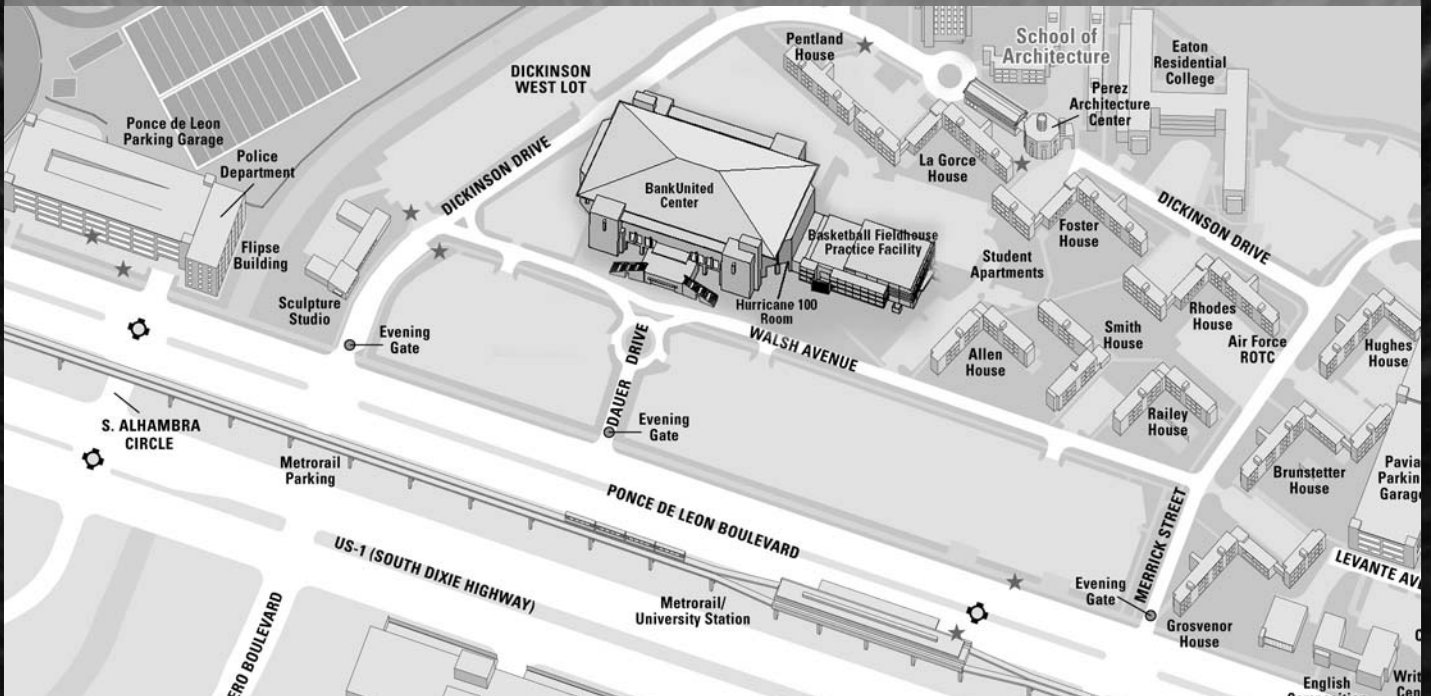 School of
Architecture
Pentland
House
Eaton
Residential
College
DICKINSON
WEST LOT
Perez
Architecture
Center
Ponce de Leon
Parking Garage
Police
Department
DICKINSON DRIVE
La Gorce
House
BankUnited
Center
DICKINSON DRIVE
Foster
House
Basketball Fieldhouse
Practice Facility
Flipse
Building
Student
Apartments
Sculpture
Studio
Hurricane 100
Room
Rhodes
House
Air Force
ROTC
Smith
House
Evening
Gate
DAUER DRIVE
WALSH AVENUE
Allen
House
Hughes
House
Railey
House
S. ALHAMBRA
CIRCLE
Evening
Gate
Metrorail
Parking
Brunstetter
House
Pavia
Parkin
Garag
PONCE DE LEON BOULEVARD
MERRICK STREET
US-1 (SOUTH DIXIE HIGHWAY)
LEVANTE AV
Evening
Gate
Metrorail/
University Station
Grosvenor
House
ERO BOULEVARD
English
Writ